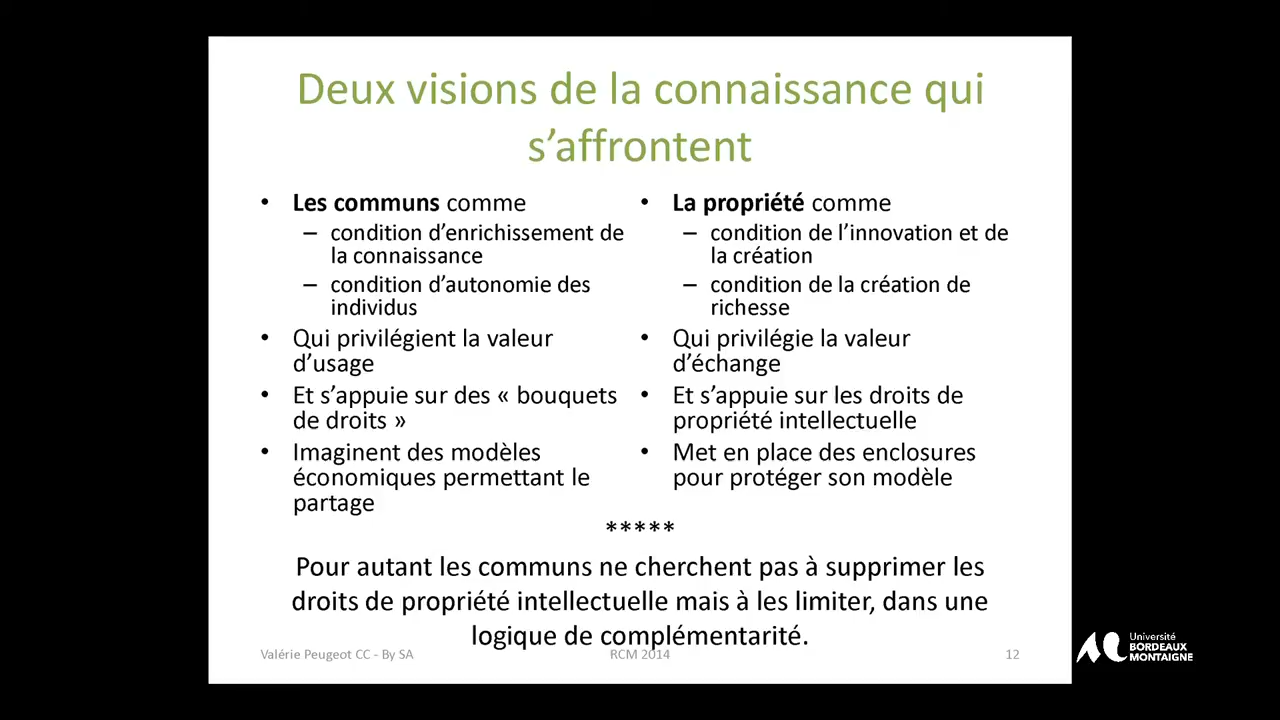 Deux visions de la connaissance qui
s’affrontent
• Les communs comme
– condition d’enrichissement de
la connaissance
– condition d’autonomie des
individus
• Qui privilégient la valeur
d’usage
• Et s’appuie sur des « bouquets
de droits »
• Imaginent des modèles
économiques permettant le
partage
• La propriété comme
– condition de l’innovation et de
la création
– condition de la création de
richesse
• Qui privilégie la valeur
d’échange
• Et s’appuie sur les droits de
propriété intellectuelle
• Met en place des enclosures
pour protéger son modèle
*****
Pour autant les communs ne cherchent pas à supprimer les
droits de propriété intellectuelle mais à les limiter, dans une
logique de complémentarité.
Valérie Peugeot CC - By SA
RCM 2014
12
Université
BORDEAUX
MONTAIGNE